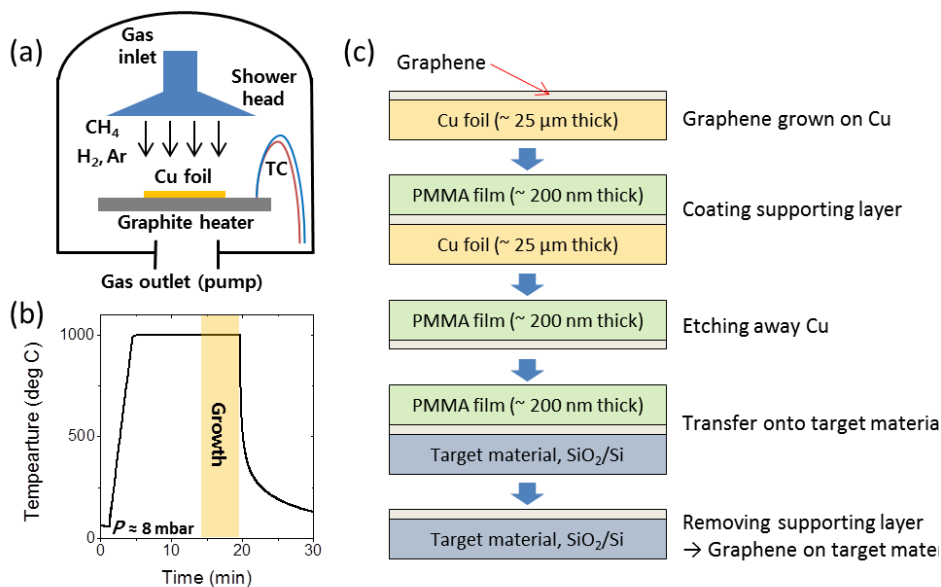 (a)
Gas
inlet
Shower
head
CH₄
H₂, Ar
Cu foil
TC
Graphite heater
Gas outlet (pump)
(b)
Tempearture (deg C)
1000
500
0
Growth
P ≈ 8 mbar
0
10
20
30
Time (min)
(c)
Graphene
Cu foil (~ 25 µm thick)
Graphene grown on Cu
PMMA film (~ 200 nm thick)
Coating supporting layer
Cu foil (~ 25 µm thick)
PMMA film (~ 200 nm thick)
Etching away Cu
PMMA film (~ 200 nm thick)
Transfer onto target materia
Target material, SiO₂/Si
Target material, SiO₂/Si
Removing supporting layer
→ Graphene on target mater